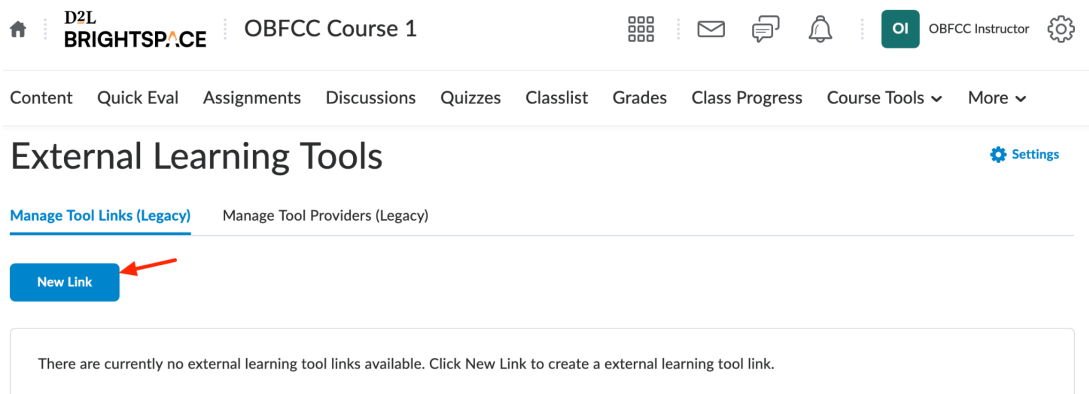 D2L
BRIGHTSPACE
OBFCC Course 1
OI
OBFCC Instructor
Content Quick Eval Assignments Discussions Quizzes Classlist Grades Class Progress Course Tools More
External Learning Tools
Settings
Manage Tool Links (Legacy) Manage Tool Providers (Legacy)
New Link
There are currently no external learning tool links available. Click New Link to create a external learning tool link.